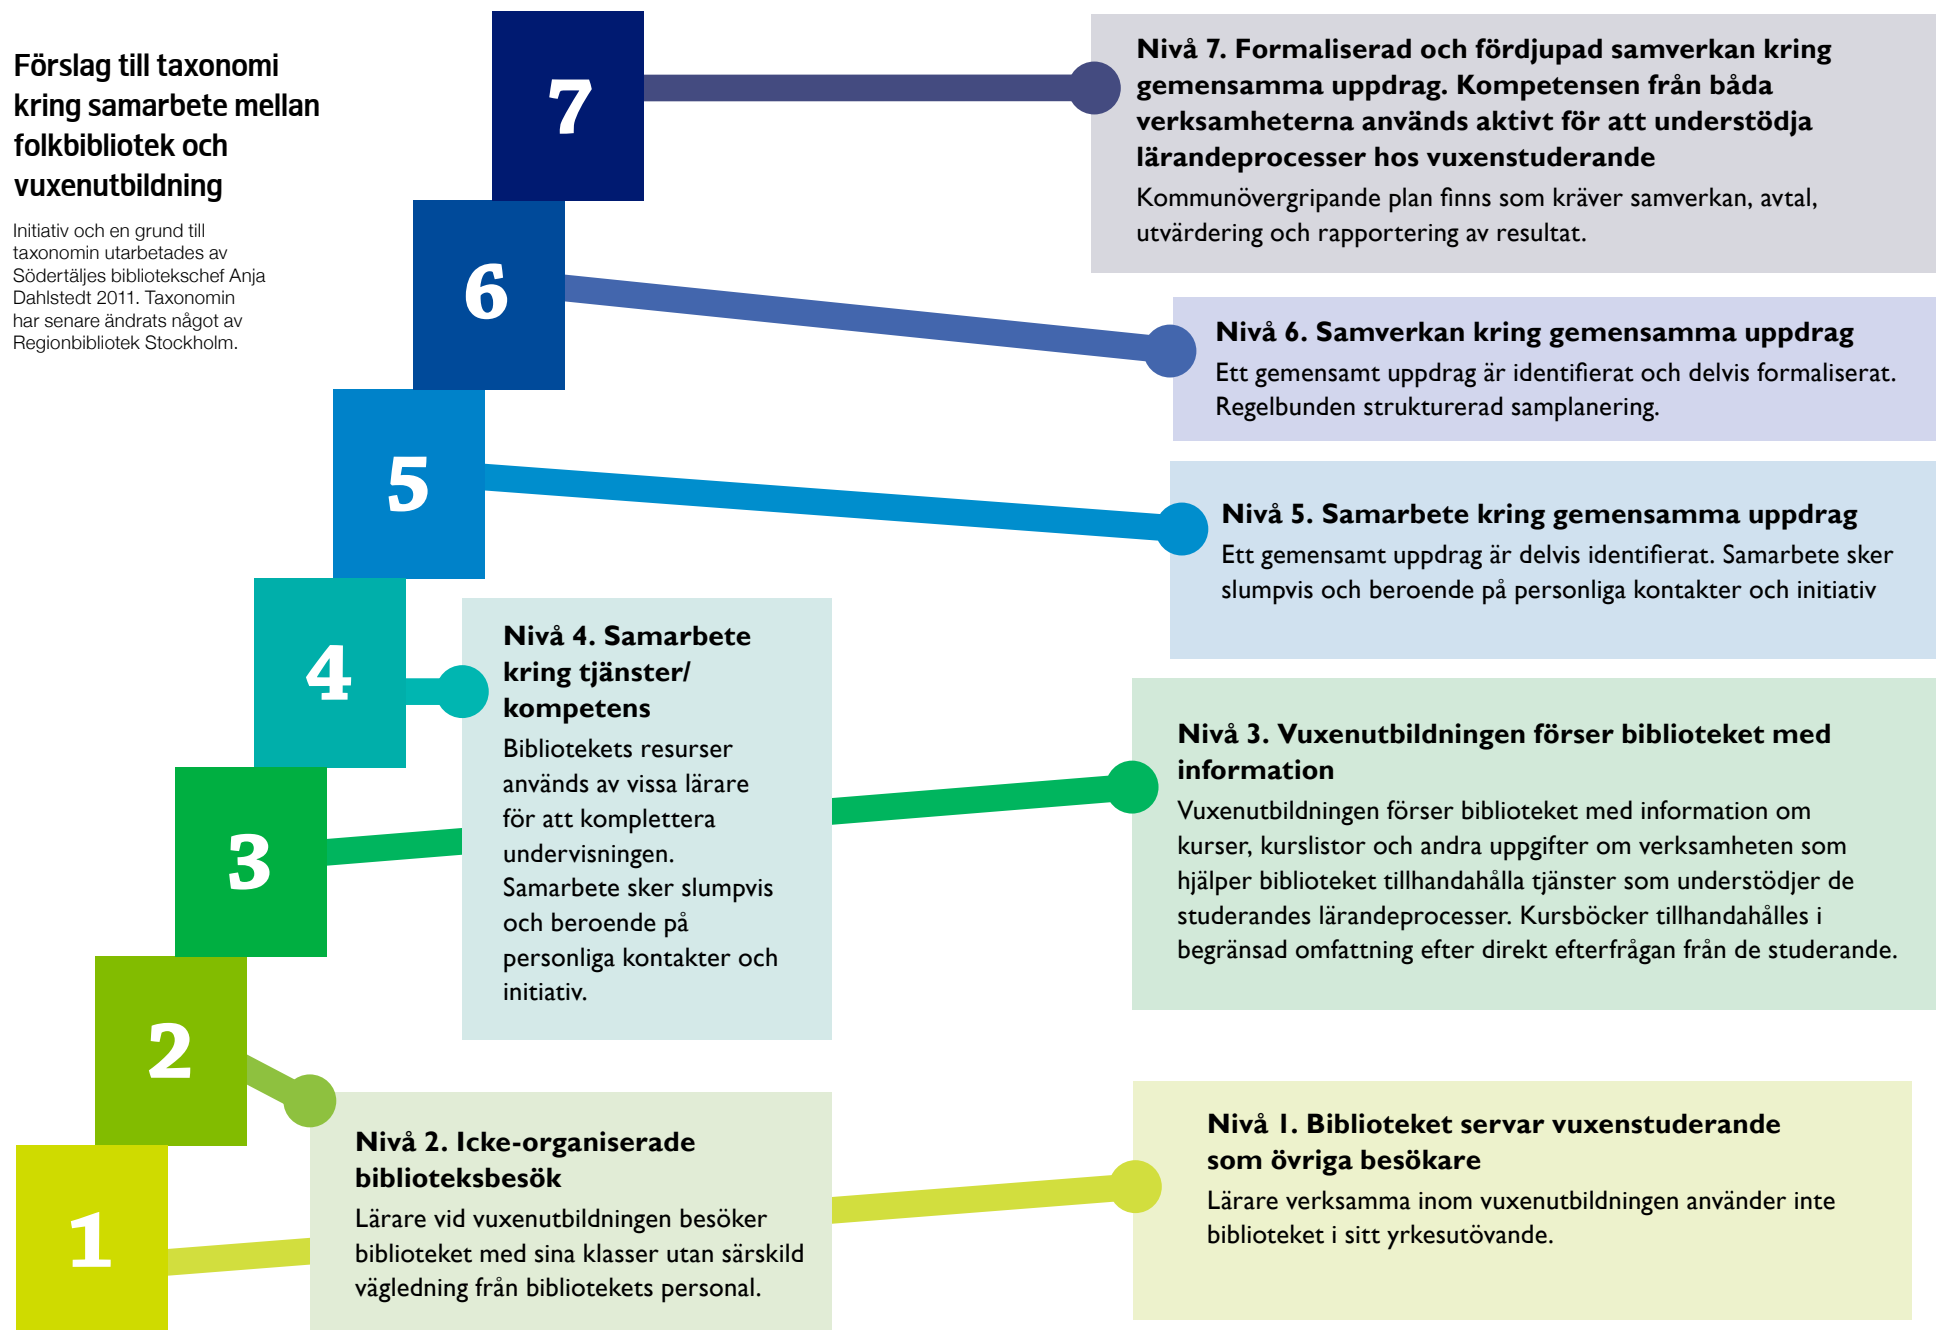 Förslag till taxonomi
kring samarbete mellan
folkbibliotek och
vuxenutbildning
Initiativ och en grund till
taxonomin utarbetades av
Södertäljes bibliotekschef Anja
Dahlstedt 2011. Taxonomin
har senare ändrats något av
Regionbibliotek Stockholm.
7
Nivå 7. Formaliserad och fördjupad samverkan kring
gemensamma uppdrag. Kompetensen från båda
verksamheterna används aktivt för att understödja
lärandeprocesser hos vuxenstuderande
Kommunövergripande plan finns som kräver samverkan, avtal,
utvärdering och rapportering av resultat.
6
Nivå 6. Samverkan kring gemensamma uppdrag
Ett gemensamt uppdrag är identifierat och delvis formaliserat.
Regelbunden strukturerad samplanering.
5
Nivå 5. Samarbete kring gemensamma uppdrag
Ett gemensamt uppdrag är delvis identifierat. Samarbete sker
slumpvis och beroende på personliga kontakter och initiativ
4
Nivå 4. Samarbete
kring tjänster/
kompetens
Bibliotekets resurser
används av vissa lärare
för att komplettera
undervisningen.
Samarbete sker slumpvis
och beroende på
personliga kontakter och
initiativ.
3
Nivå 3. Vuxenutbildningen förser biblioteket med
information
Vuxenutbildningen förser biblioteket med information om
kurser, kurslistor och andra uppgifter om verksamheten som
hjälper biblioteket tillhandahålla tjänster som understödjer de
studerandes lärandeprocesser. Kursböcker tillhandahålles i
begränsad omfattning efter direkt efterfrågan från de studerande.
2
Nivå 2. Icke-organiserade
biblioteksbesök
Lärare vid vuxenutbildningen besöker
biblioteket med sina klasser utan särskild
vägledning från bibliotekets personal.
1
Nivå 1. Biblioteket servar vuxenstuderande
som övriga besökare
Lärare verksamma inom vuxenutbildningen använder inte
biblioteket i sitt yrkesutövande.